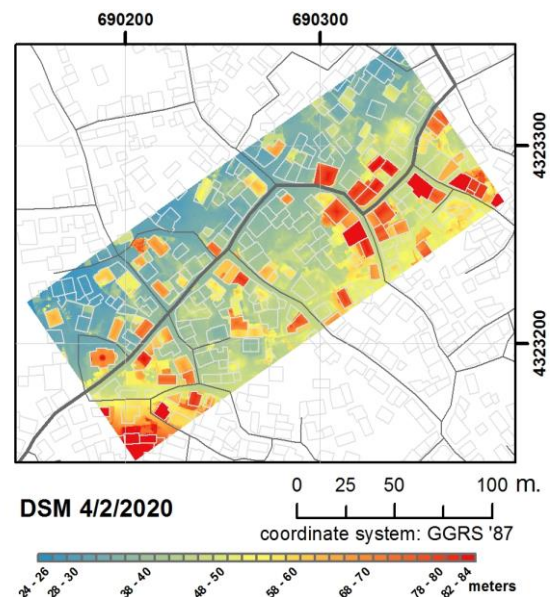 690200 690300
4323300
4323200
DSM 4/2/2020
0 25 50 100 m.
coordinate system: GGRS '87
24 - 26 28 - 30 38 - 40 48 - 50 58 - 60 68 - 70 78 - 80 82 - 84 meters